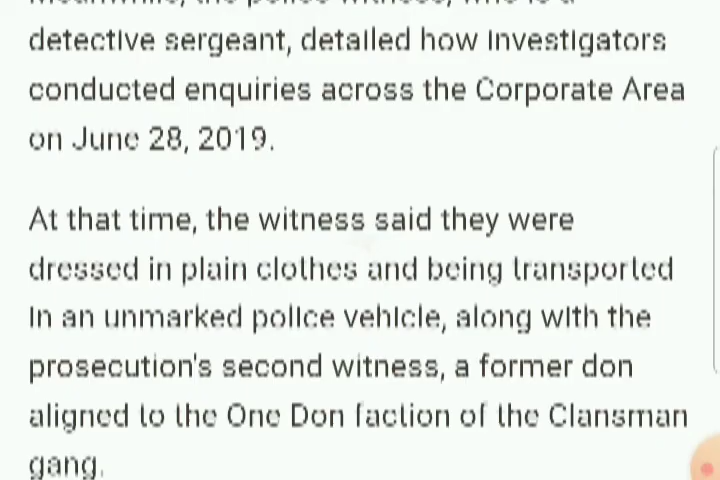 detective sergeant, detailed how investigators
conducted enquiries across the Corporate Area
on June 28, 2019.
At that time, the witness said they were
dressed in plain clothes and being transported
in an unmarked police vehicle, along with the
prosecution's second witness, a former don
aligned to the One Don faction of the Clansman
gang.